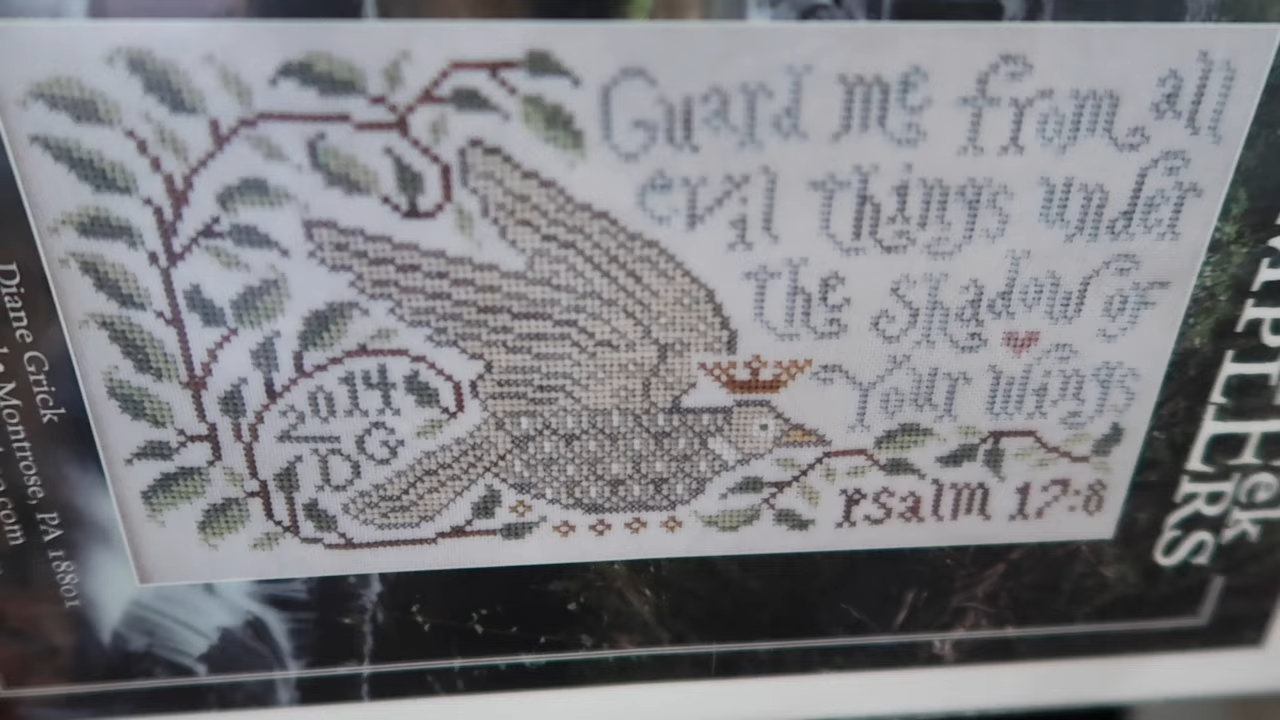 Guard me from all
evil things under
the shadow of
Your wings
psalm 17:8
2014
DG
Diane Grick
Montrose, PA 18801